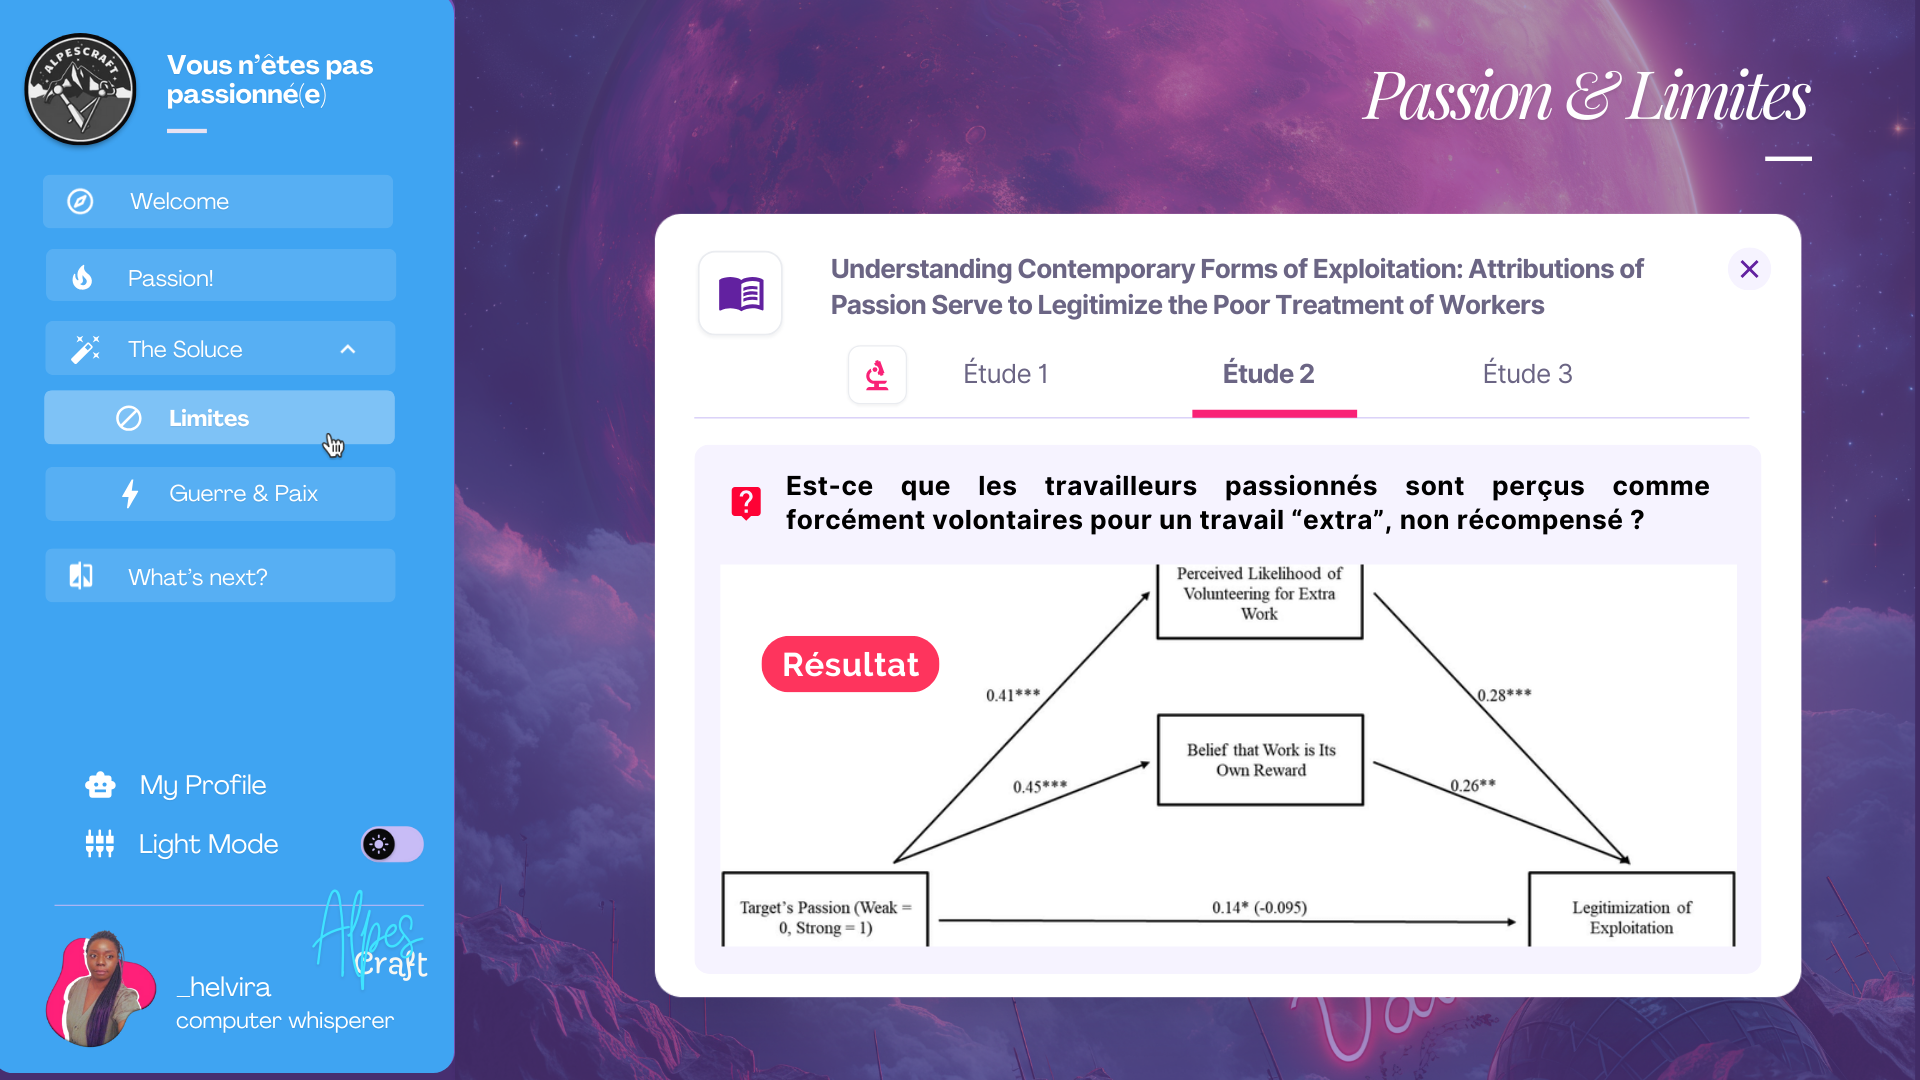 ALPESCRAFT
Vous n’êtes pas
passionné(e)
Welcome
Passion!
The Soluce
Limites
Guerre & Paix
What’s next?
My Profile
Light Mode
Alpes
Craft
_helvira
computer whisperer
Passion & Limites
Understanding Contemporary Forms of Exploitation: Attributions of
Passion Serve to Legitimize the Poor Treatment of Workers
Étude 1
Étude 2
Étude 3
Est-ce que les travailleurs passionnés sont perçus comme
forcément volontaires pour un travail “extra”, non récompensé ?
Résultat
Perceived Likelihood of
Volunteering for Extra
Work
0.41***
0.28***
Belief that Work is Its
Own Reward
0.45***
0.26**
Target’s Passion (Weak =
0, Strong = 1)
0.14* (-0.095)
Legitimization of
Exploitation